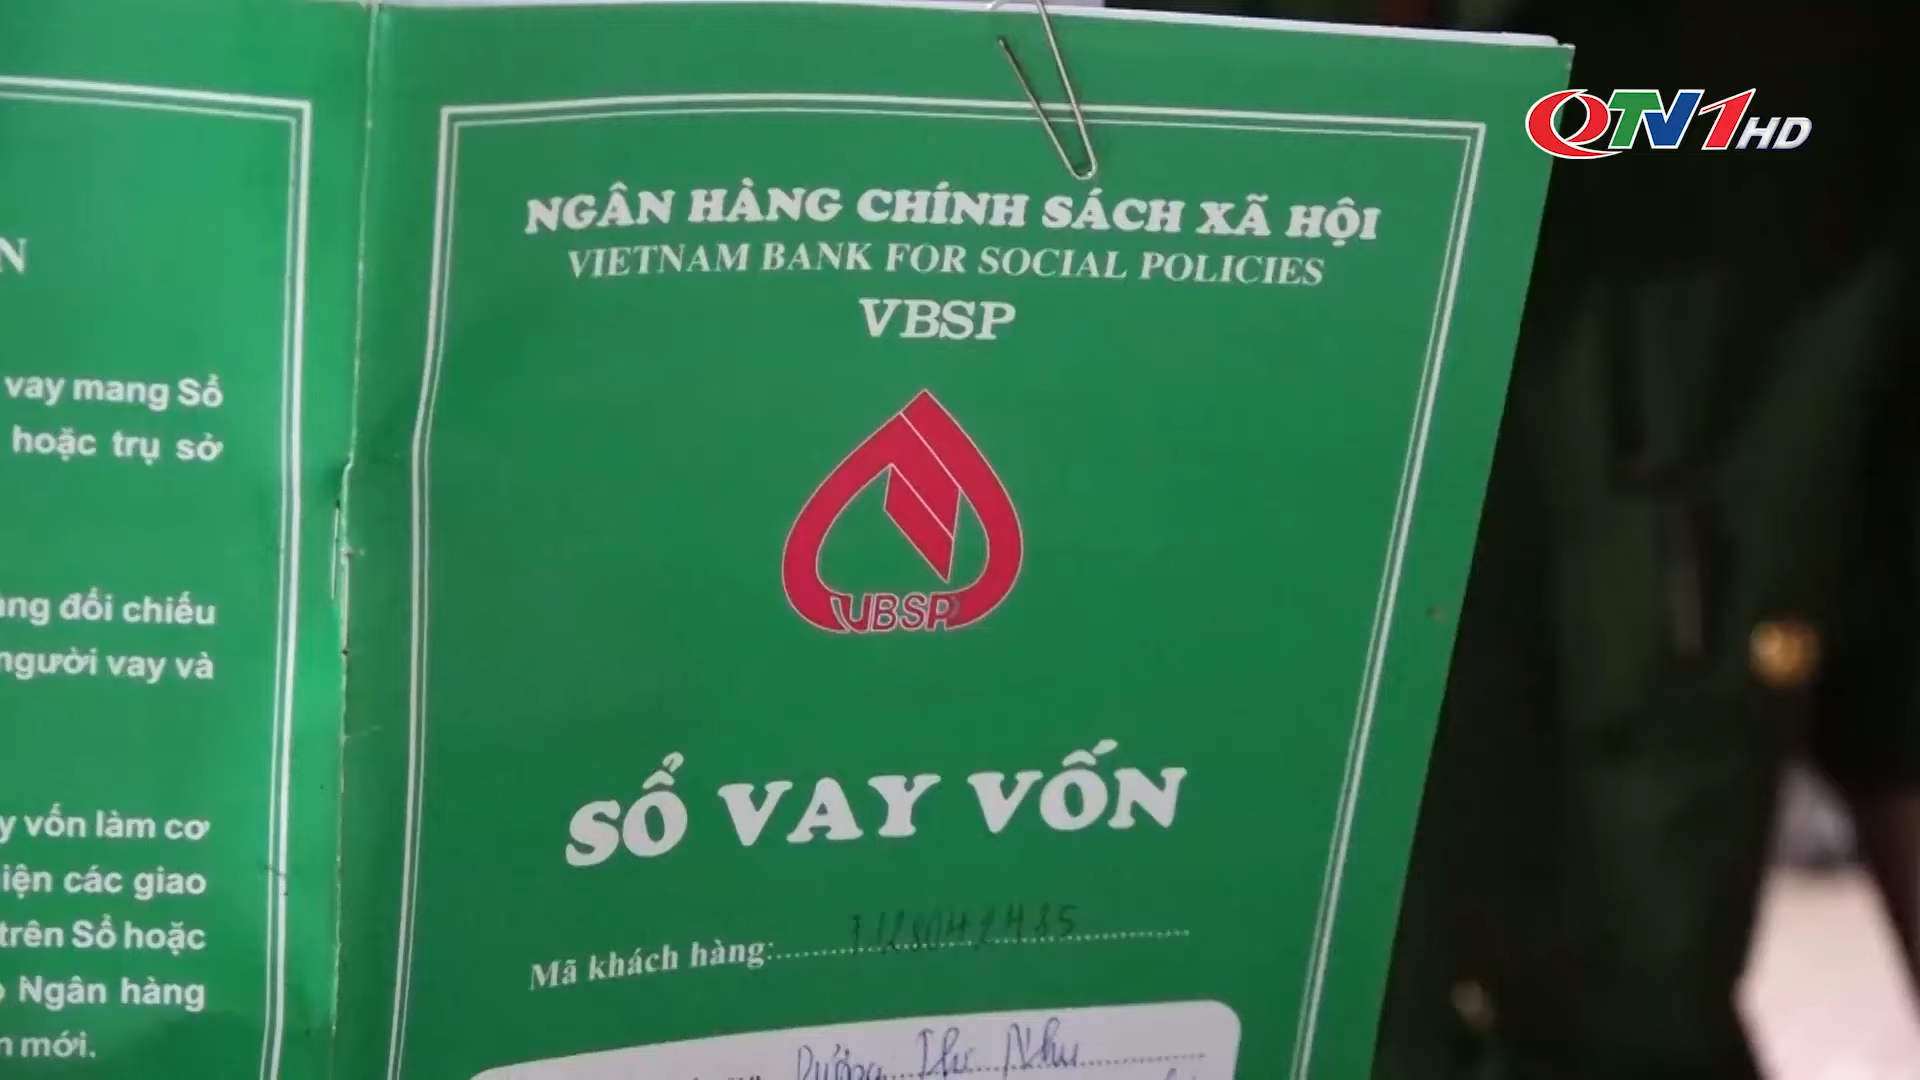 QTV1HD
N
vay mang Sổ
hoặc trụ sở
đối chiếu
người vay và
vốn làm cơ
các giao
trên Sổ hoặc
Ngân hàng
mới.
NGÂN HÀNG CHÍNH SÁCH XÃ HỘI
VIETNAM BANK FOR SOCIAL POLICIES
VBSP
VBSP
SỔ VAY VỐN
Mã khách hàng: